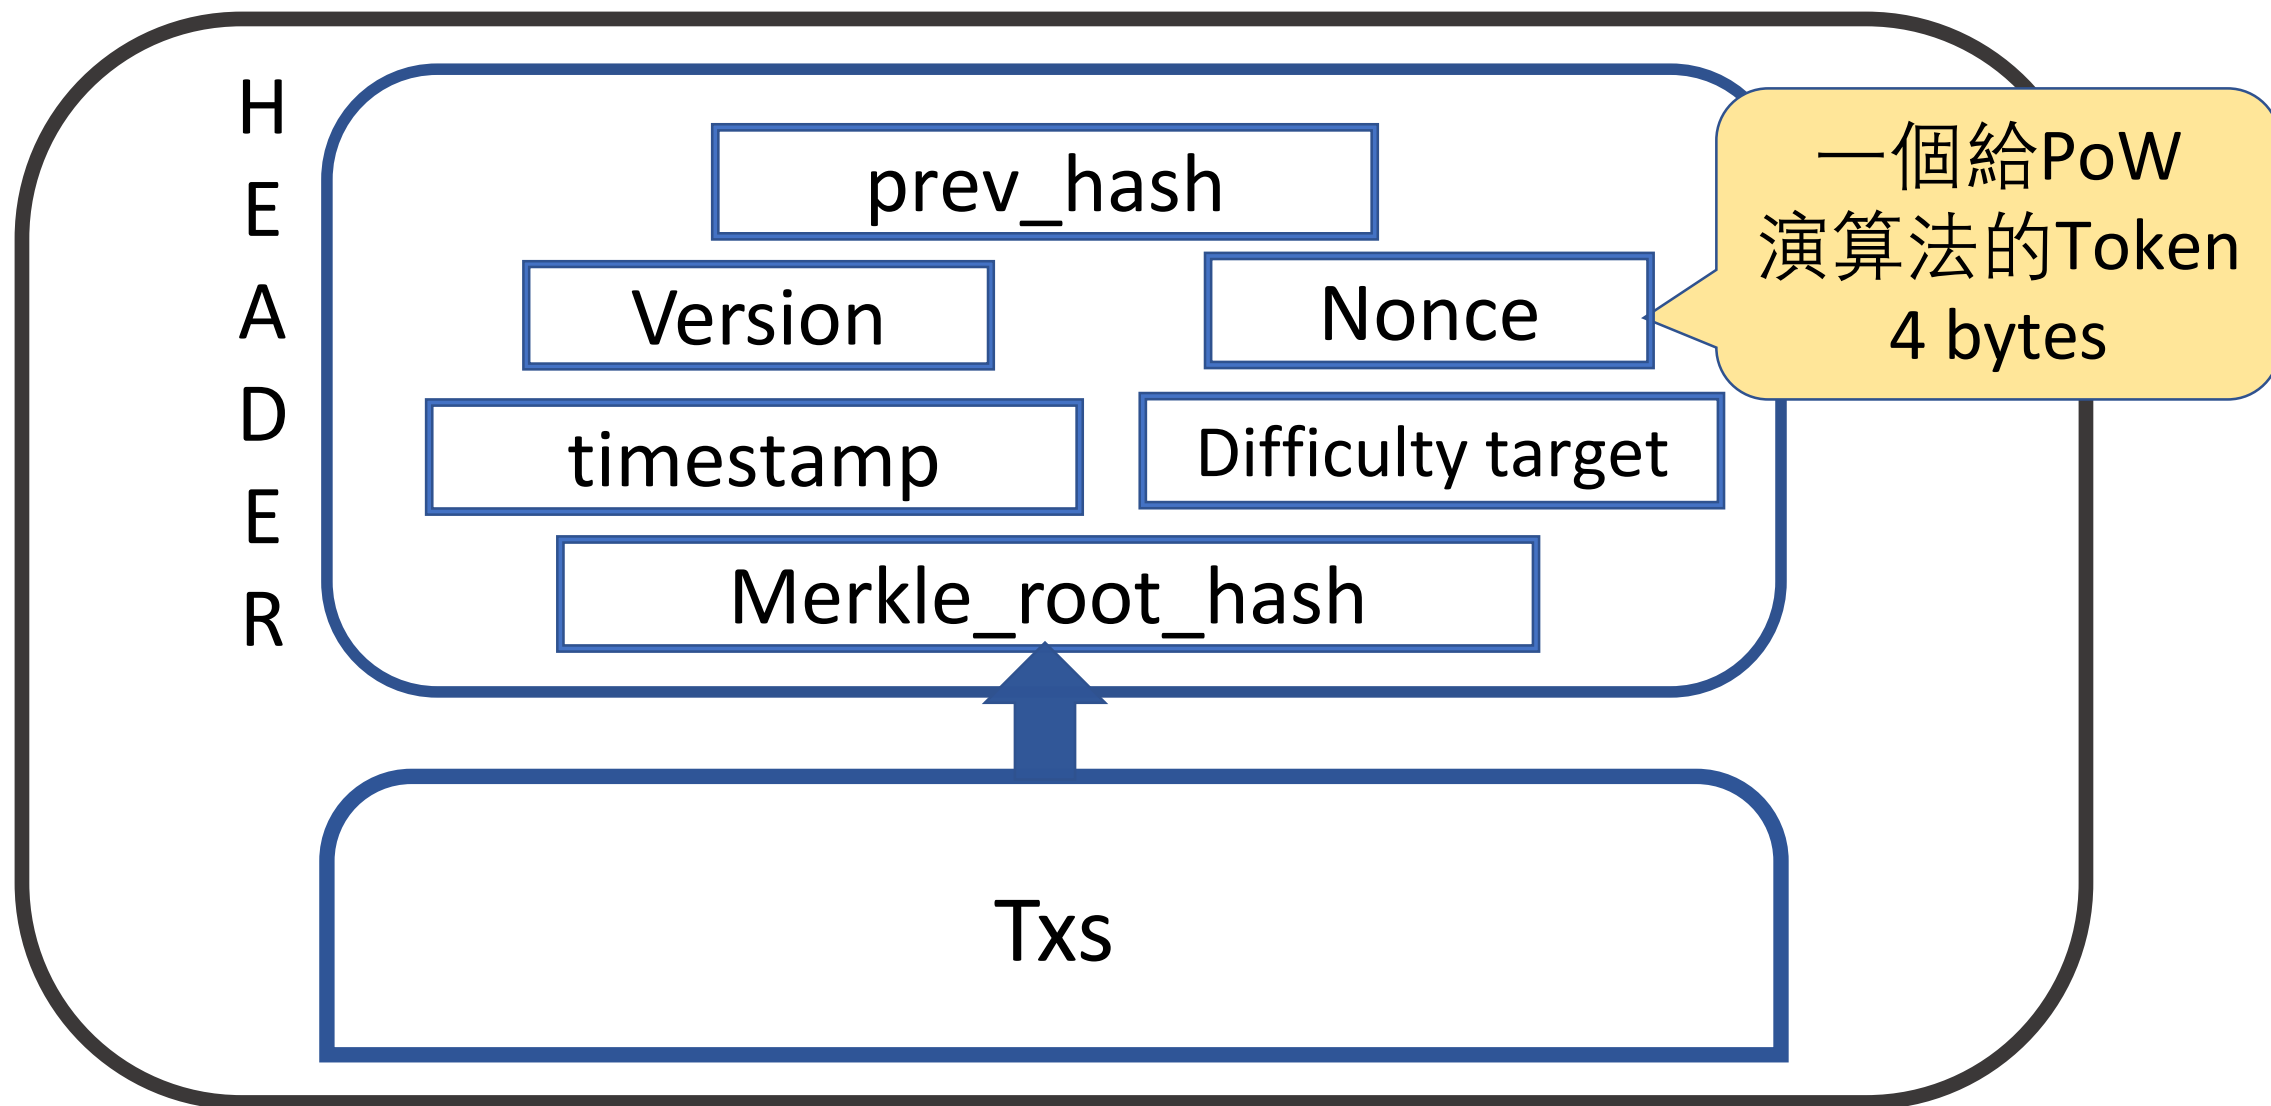 HEADER
prev_hash
Version
Nonce
timestamp
Difficulty target
Merkle_root_hash
Txs
一個給PoW
演算法的Token
4 bytes